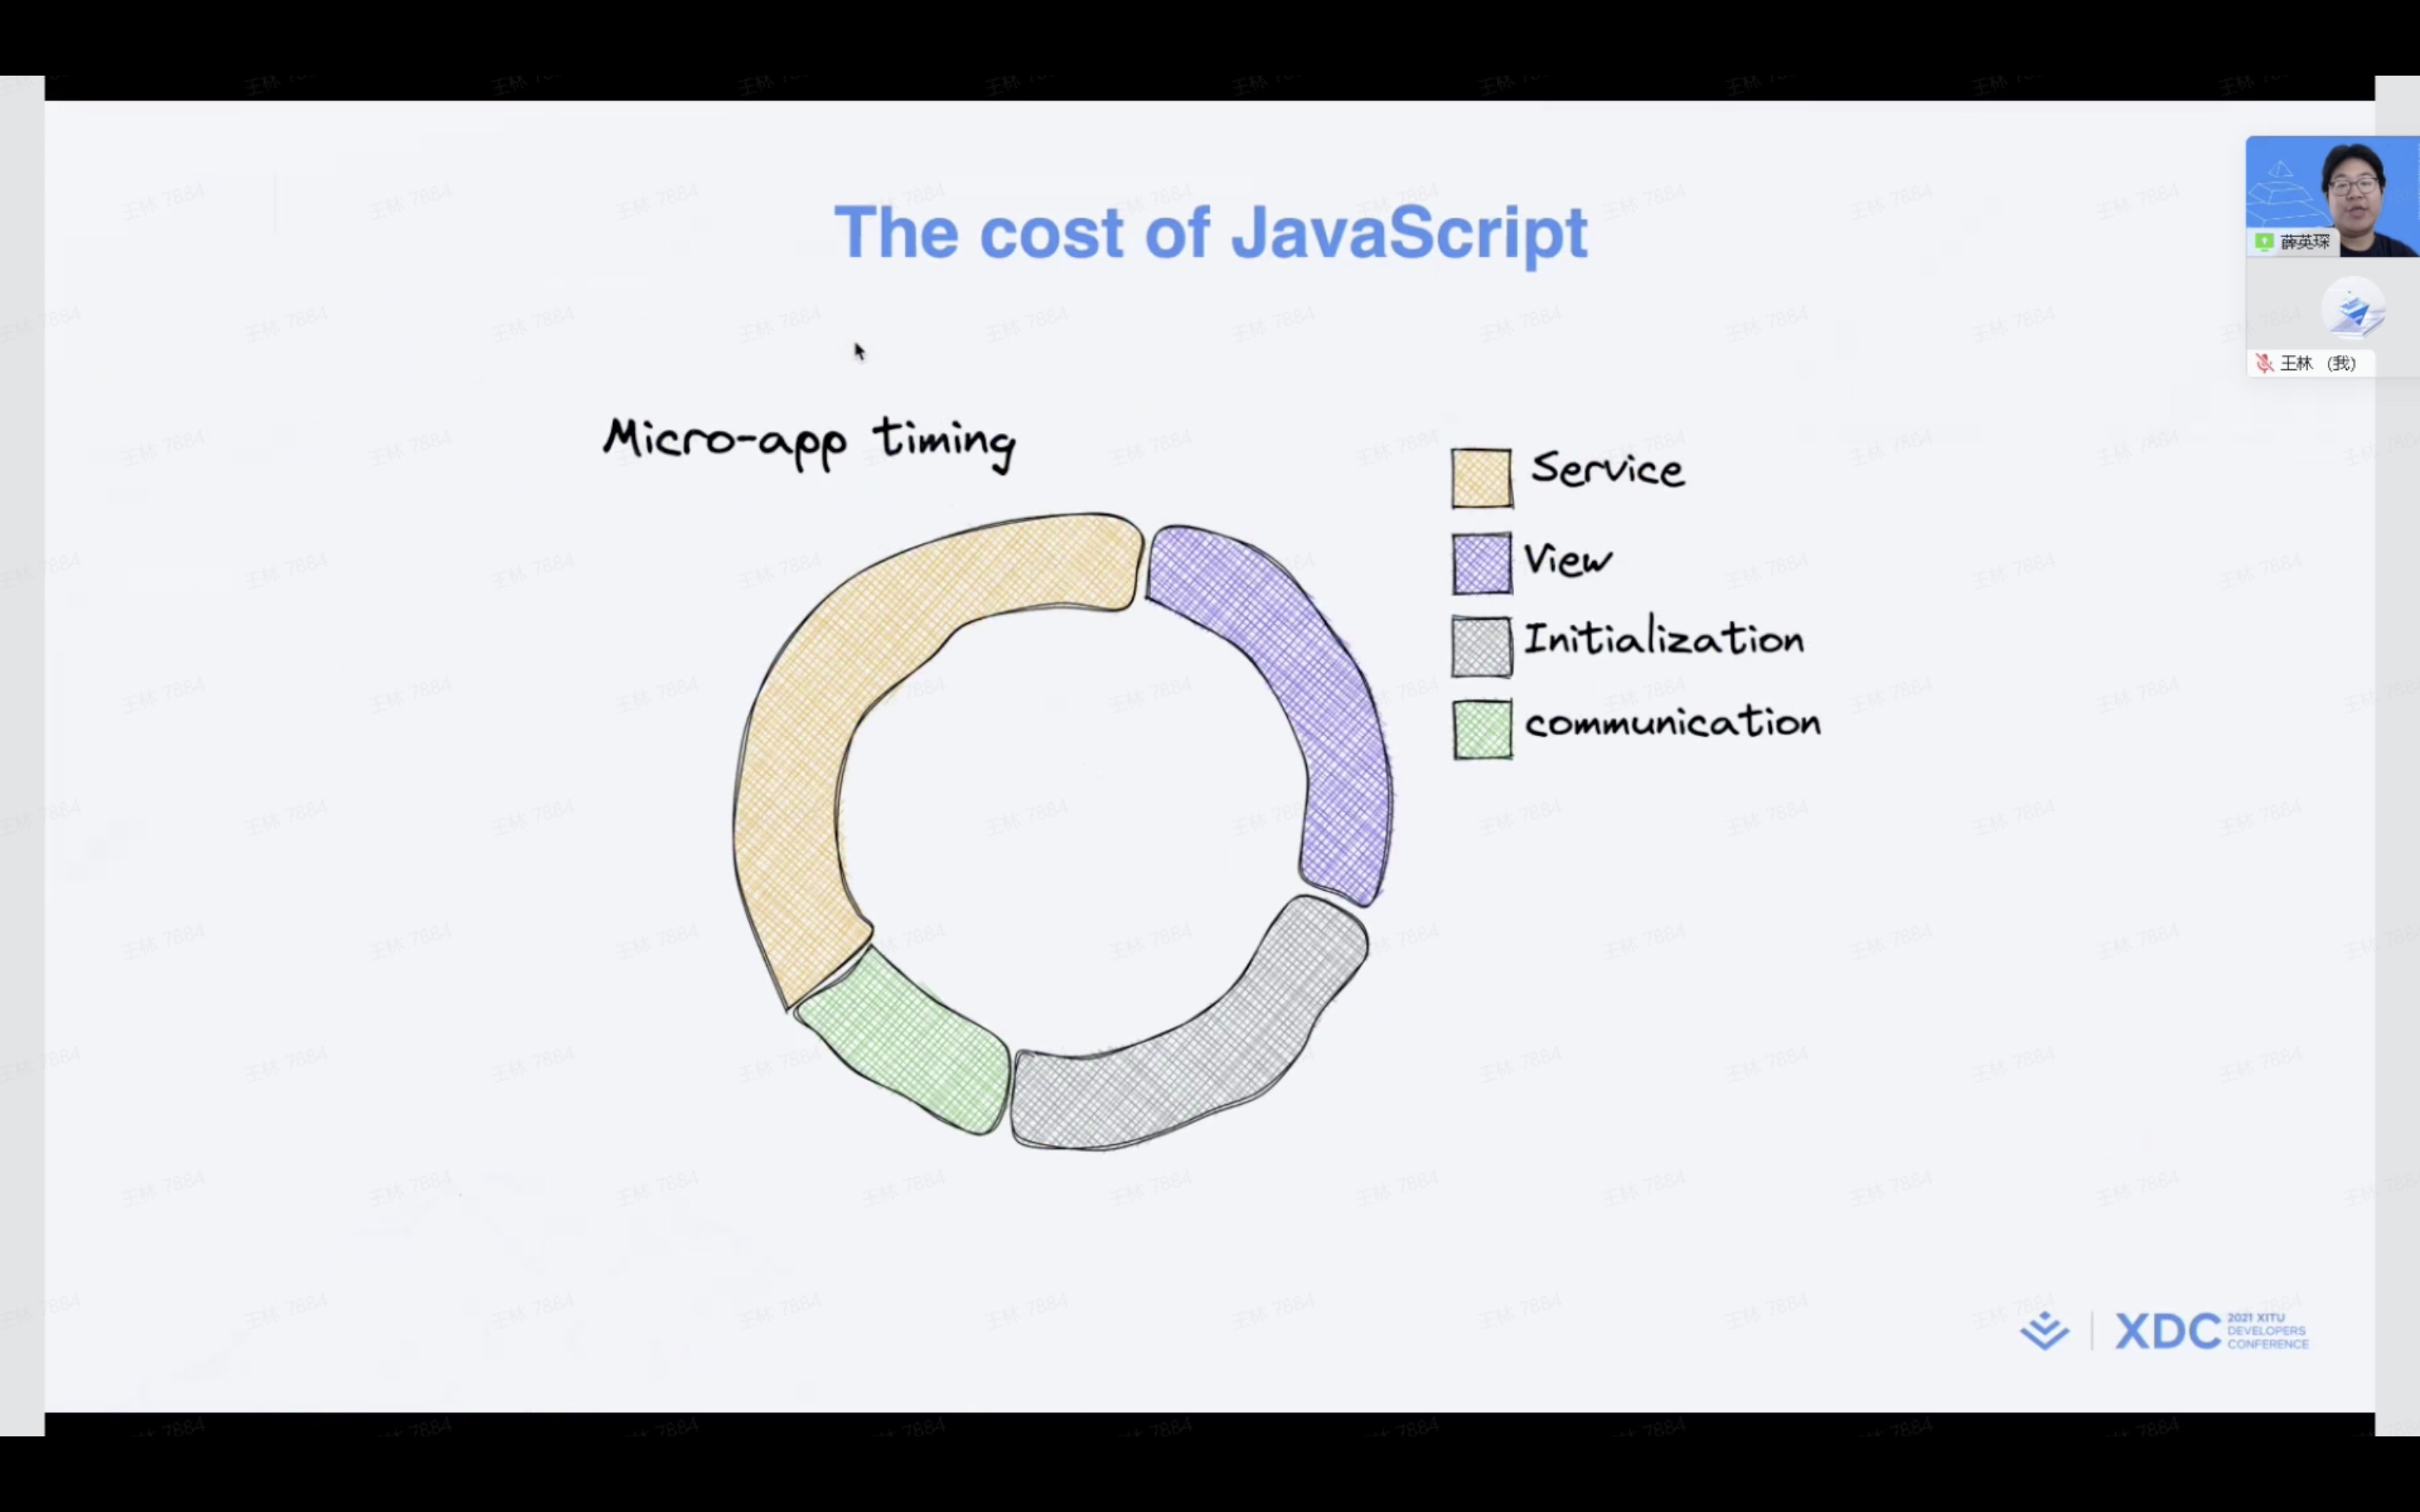 The cost of JavaScript
薛英琛
王林 (我)
Micro-app timing
Service
View
Initialization
communication
王林 7884
XDC
2021 XITU
DEVELOPERS
CONFERENCE